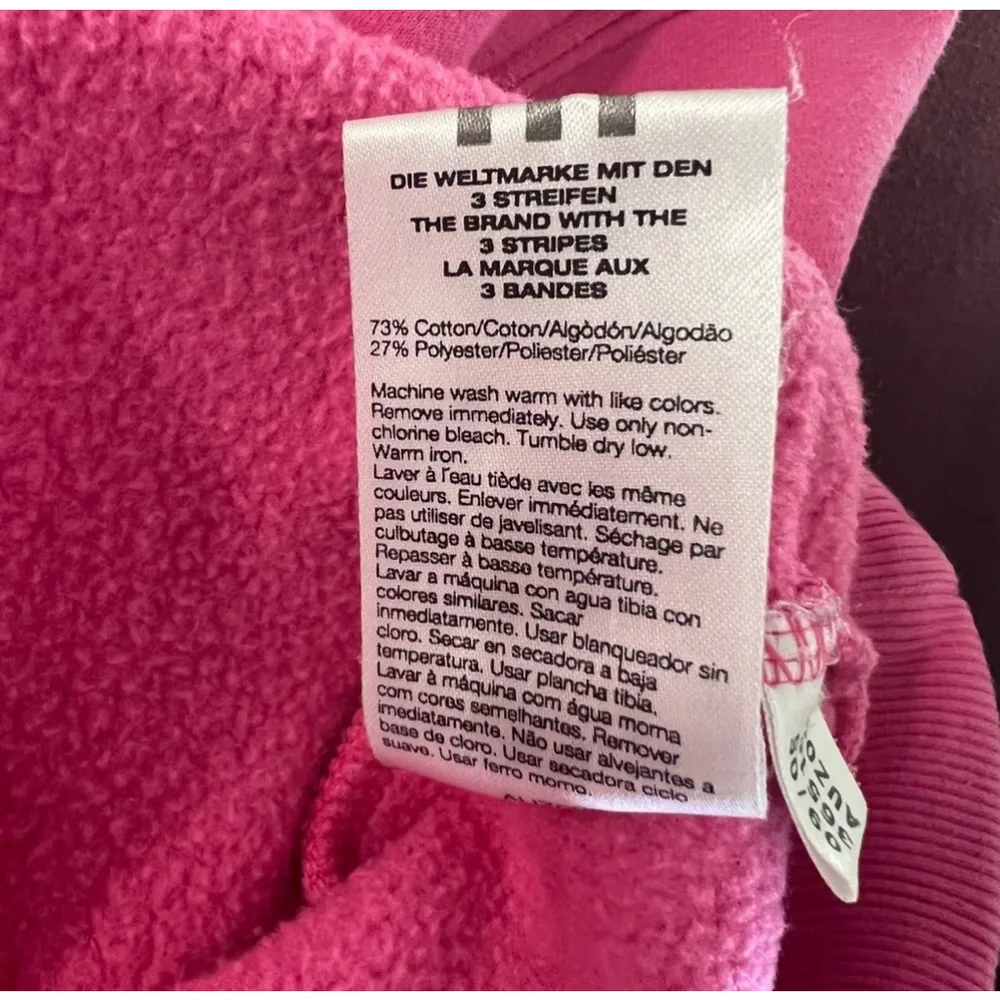 DIE WELTMARKE MIT DEN
3 STREIFEN
THE BRAND WITH THE
3 STRIPES
LA MARQUE AUX
3 BANDES
73% Cotton/Coton/Algòdón/Algodão
27% Polyester/Poliester/Poliéster
Machine wash warm with like colors.
Remove immediately. Use only non-
chlorine bleach. Tumble dry low.
Warm iron.
Laver à l'eau tiède avec les même
couleurs. Enlever immédiatement. Ne
pas utiliser de javelisant. Séchage par
culbutage à basse température.
Repasser à basse température.
Lavar a máquina con agua tibia con
colores similares. Sacar
inmediatamente. Usar blanqueador sin
cloro. Secar en secadora a baja
temperatura. Usar plancha tibia.
Lavar à máquina com água morna
com cores semelhantes. Remover
imediatamente. Não usar alvejantes a
base de cloro. Usar secadora ciclo
suave. Usar ferro morno.